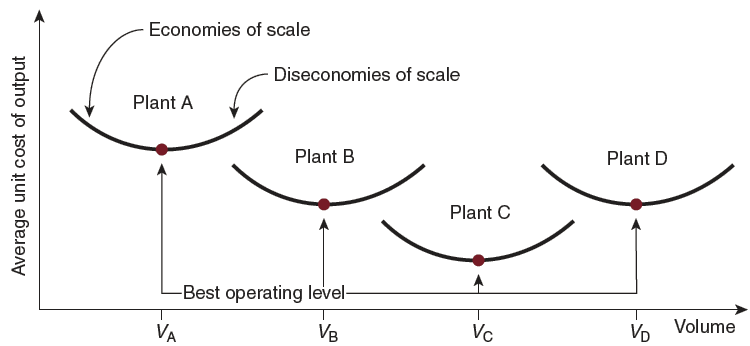 Economies of scale
Diseconomies of scale
Plant A
Plant B
Plant D
Plant C
Average unit cost of output
Best operating level
VA
VB
VC
VD
Volume